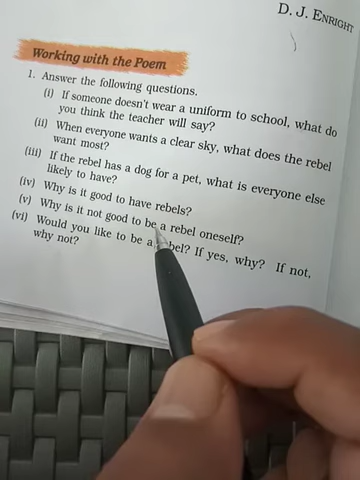 D. J. ENRIGHT
Working with the Poem
1. Answer the following questions.
(i) If someone doesn't wear a uniform to school, what do
you think the teacher will say?
(ii) When everyone wants a clear sky, what does the rebel
want most?
(iii) If the rebel has a dog for a pet, what is everyone else
likely to have?
(iv) Why is it good to have rebels?
(v) Why is it not good to be a rebel oneself?
(vi) Would you like to be a bel? If yes, why? If not,
why not?